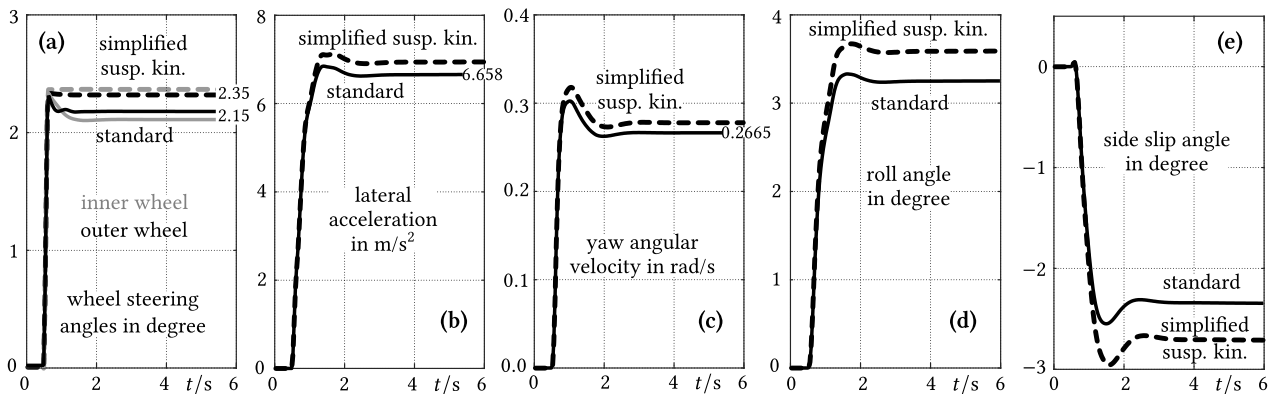 3
2
1
0
0
2
4
6
t/s
(a)
simplified
susp. kin.
2.35
2.15
standard
inner wheel
outer wheel
wheel steering
angles in degree
8
6
4
2
0
0
2
4
6
t/s
simplified susp. kin.
6.658
standard
lateral
acceleration
in m/s²
(b)
0.4
0.3
0.2
0.1
0.0
0
2
4
6
t/s
simplified
susp. kin.
0.2665
yaw angular
velocity in rad/s
(c)
4
3
2
1
0
0
2
4
6
t/s
simplified susp. kin.
standard
roll angle
in degree
(d)
0
−1
−2
−3
0
2
4
6
t/s
(e)
side slip angle
in degree
standard
simplified
susp. kin.